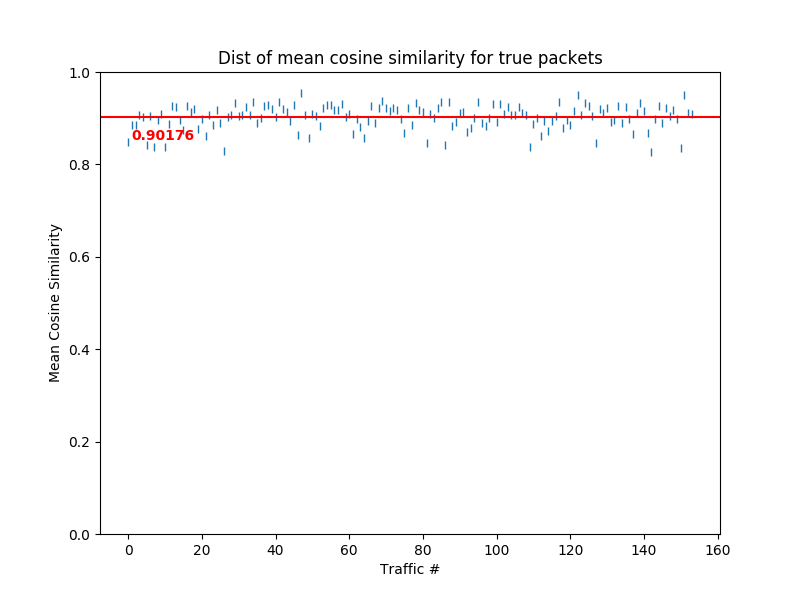 Dist of mean cosine similarity for true packets
1.0
0.90176
0.8
0.6
0.4
0.2
0.0
Mean Cosine Similarity
0 20 40 60 80 100 120 140 160
Traffic #